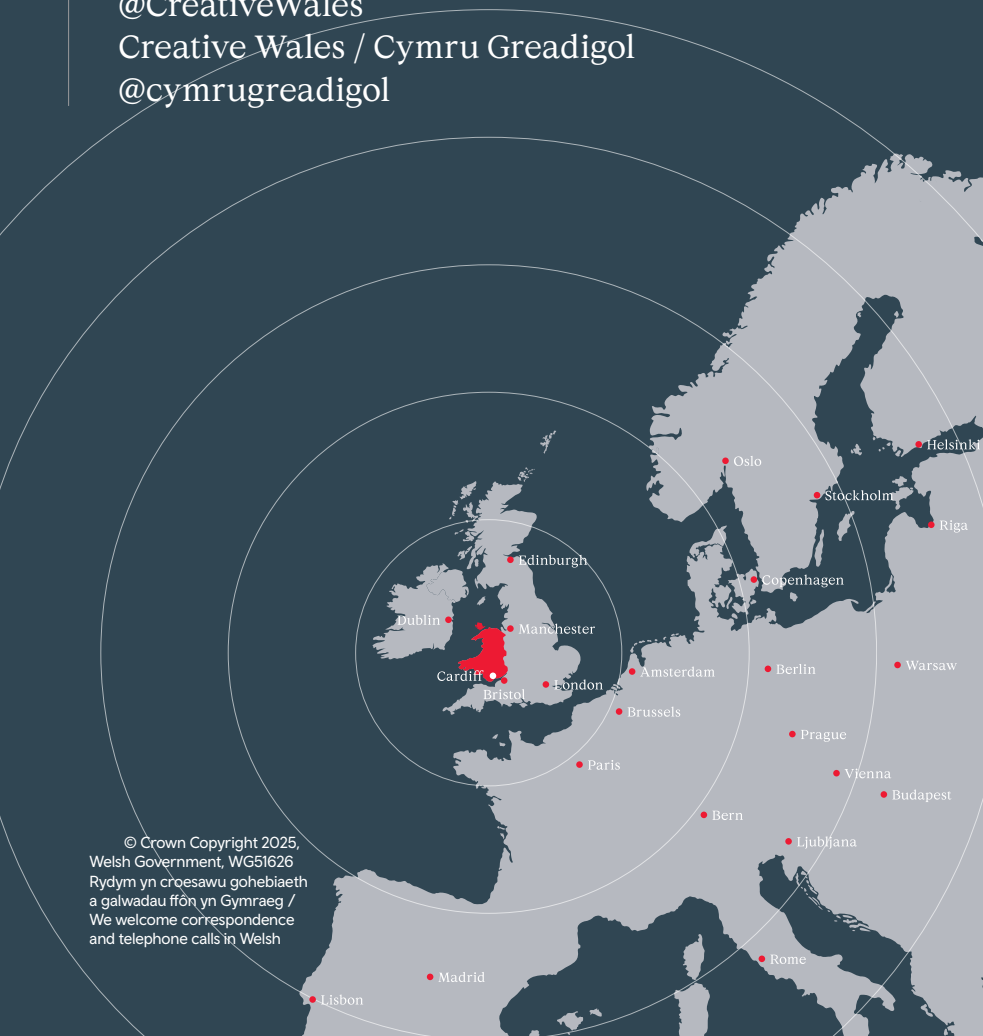 @CreativeWales
Creative Wales / Cymru Greadigol
@cymrugreadigol
Helsinki
Oslo
Stockholm
Riga
Edinburgh
Copenhagen
Dublin
Manchester
Warsaw
Berlin
Amsterdam
Cardiff
London
Bristol
Brussels
Prague
Paris
Vienna
Budapest
Bern
Ljubljana
© Crown Copyright 2025,
Welsh Government, WG51626
Rydym yn croesawu gohebiaeth
a galwadau ffôn yn Gymraeg /
We welcome correspondence
and telephone calls in Welsh
Rome
Madrid
Lisbon